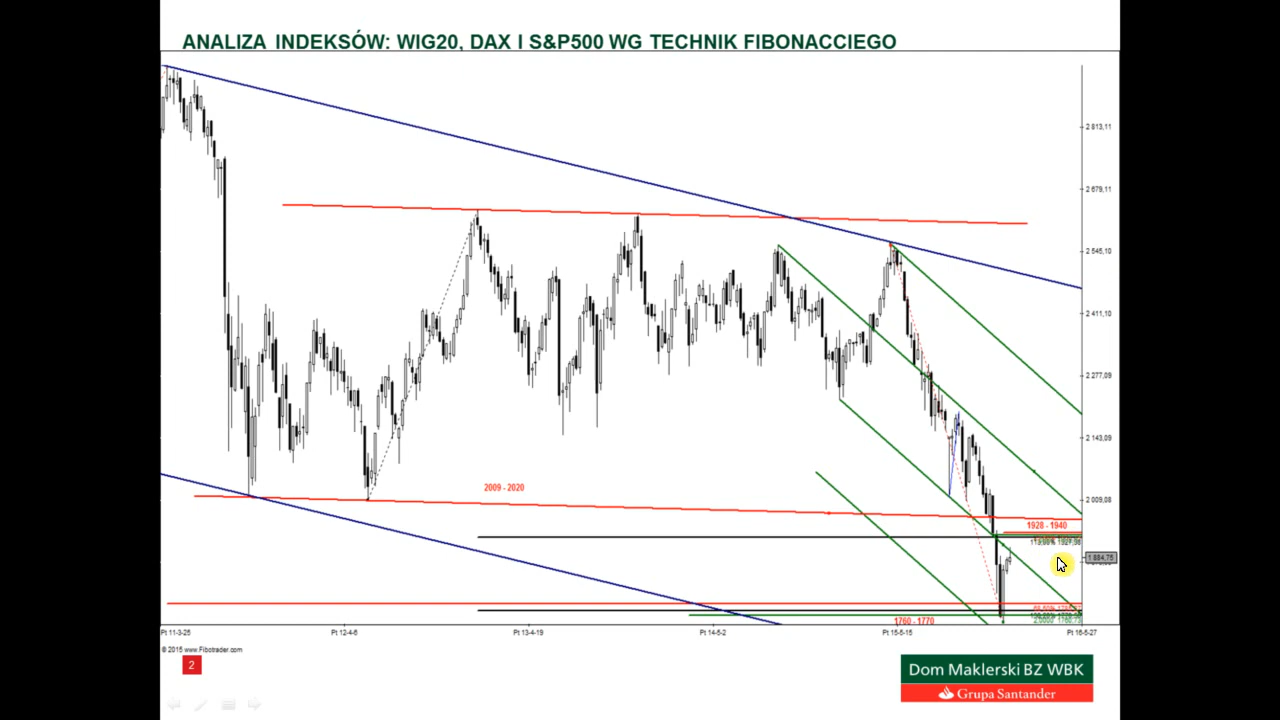 ANALIZA INDEKSÓW: WIG20, DAX I S&P500 WG TECHNIK FIBONACCIEGO
2 813,11
2 679,11
2 545,10
2 411,10
2 277,09
2 143,09
2009 - 2020
2 009,08
1928 - 1940
1 884,75
1760 - 1770
Pt 11-3-25
Pt 12-4-6
Pt 13-4-19
Pt 14-5-2
Pt 15-5-15
Pt 16-5-27
© 2015 www.Fibotrader.com
2
Dom Maklerski BZ WBK
Grupa Santander